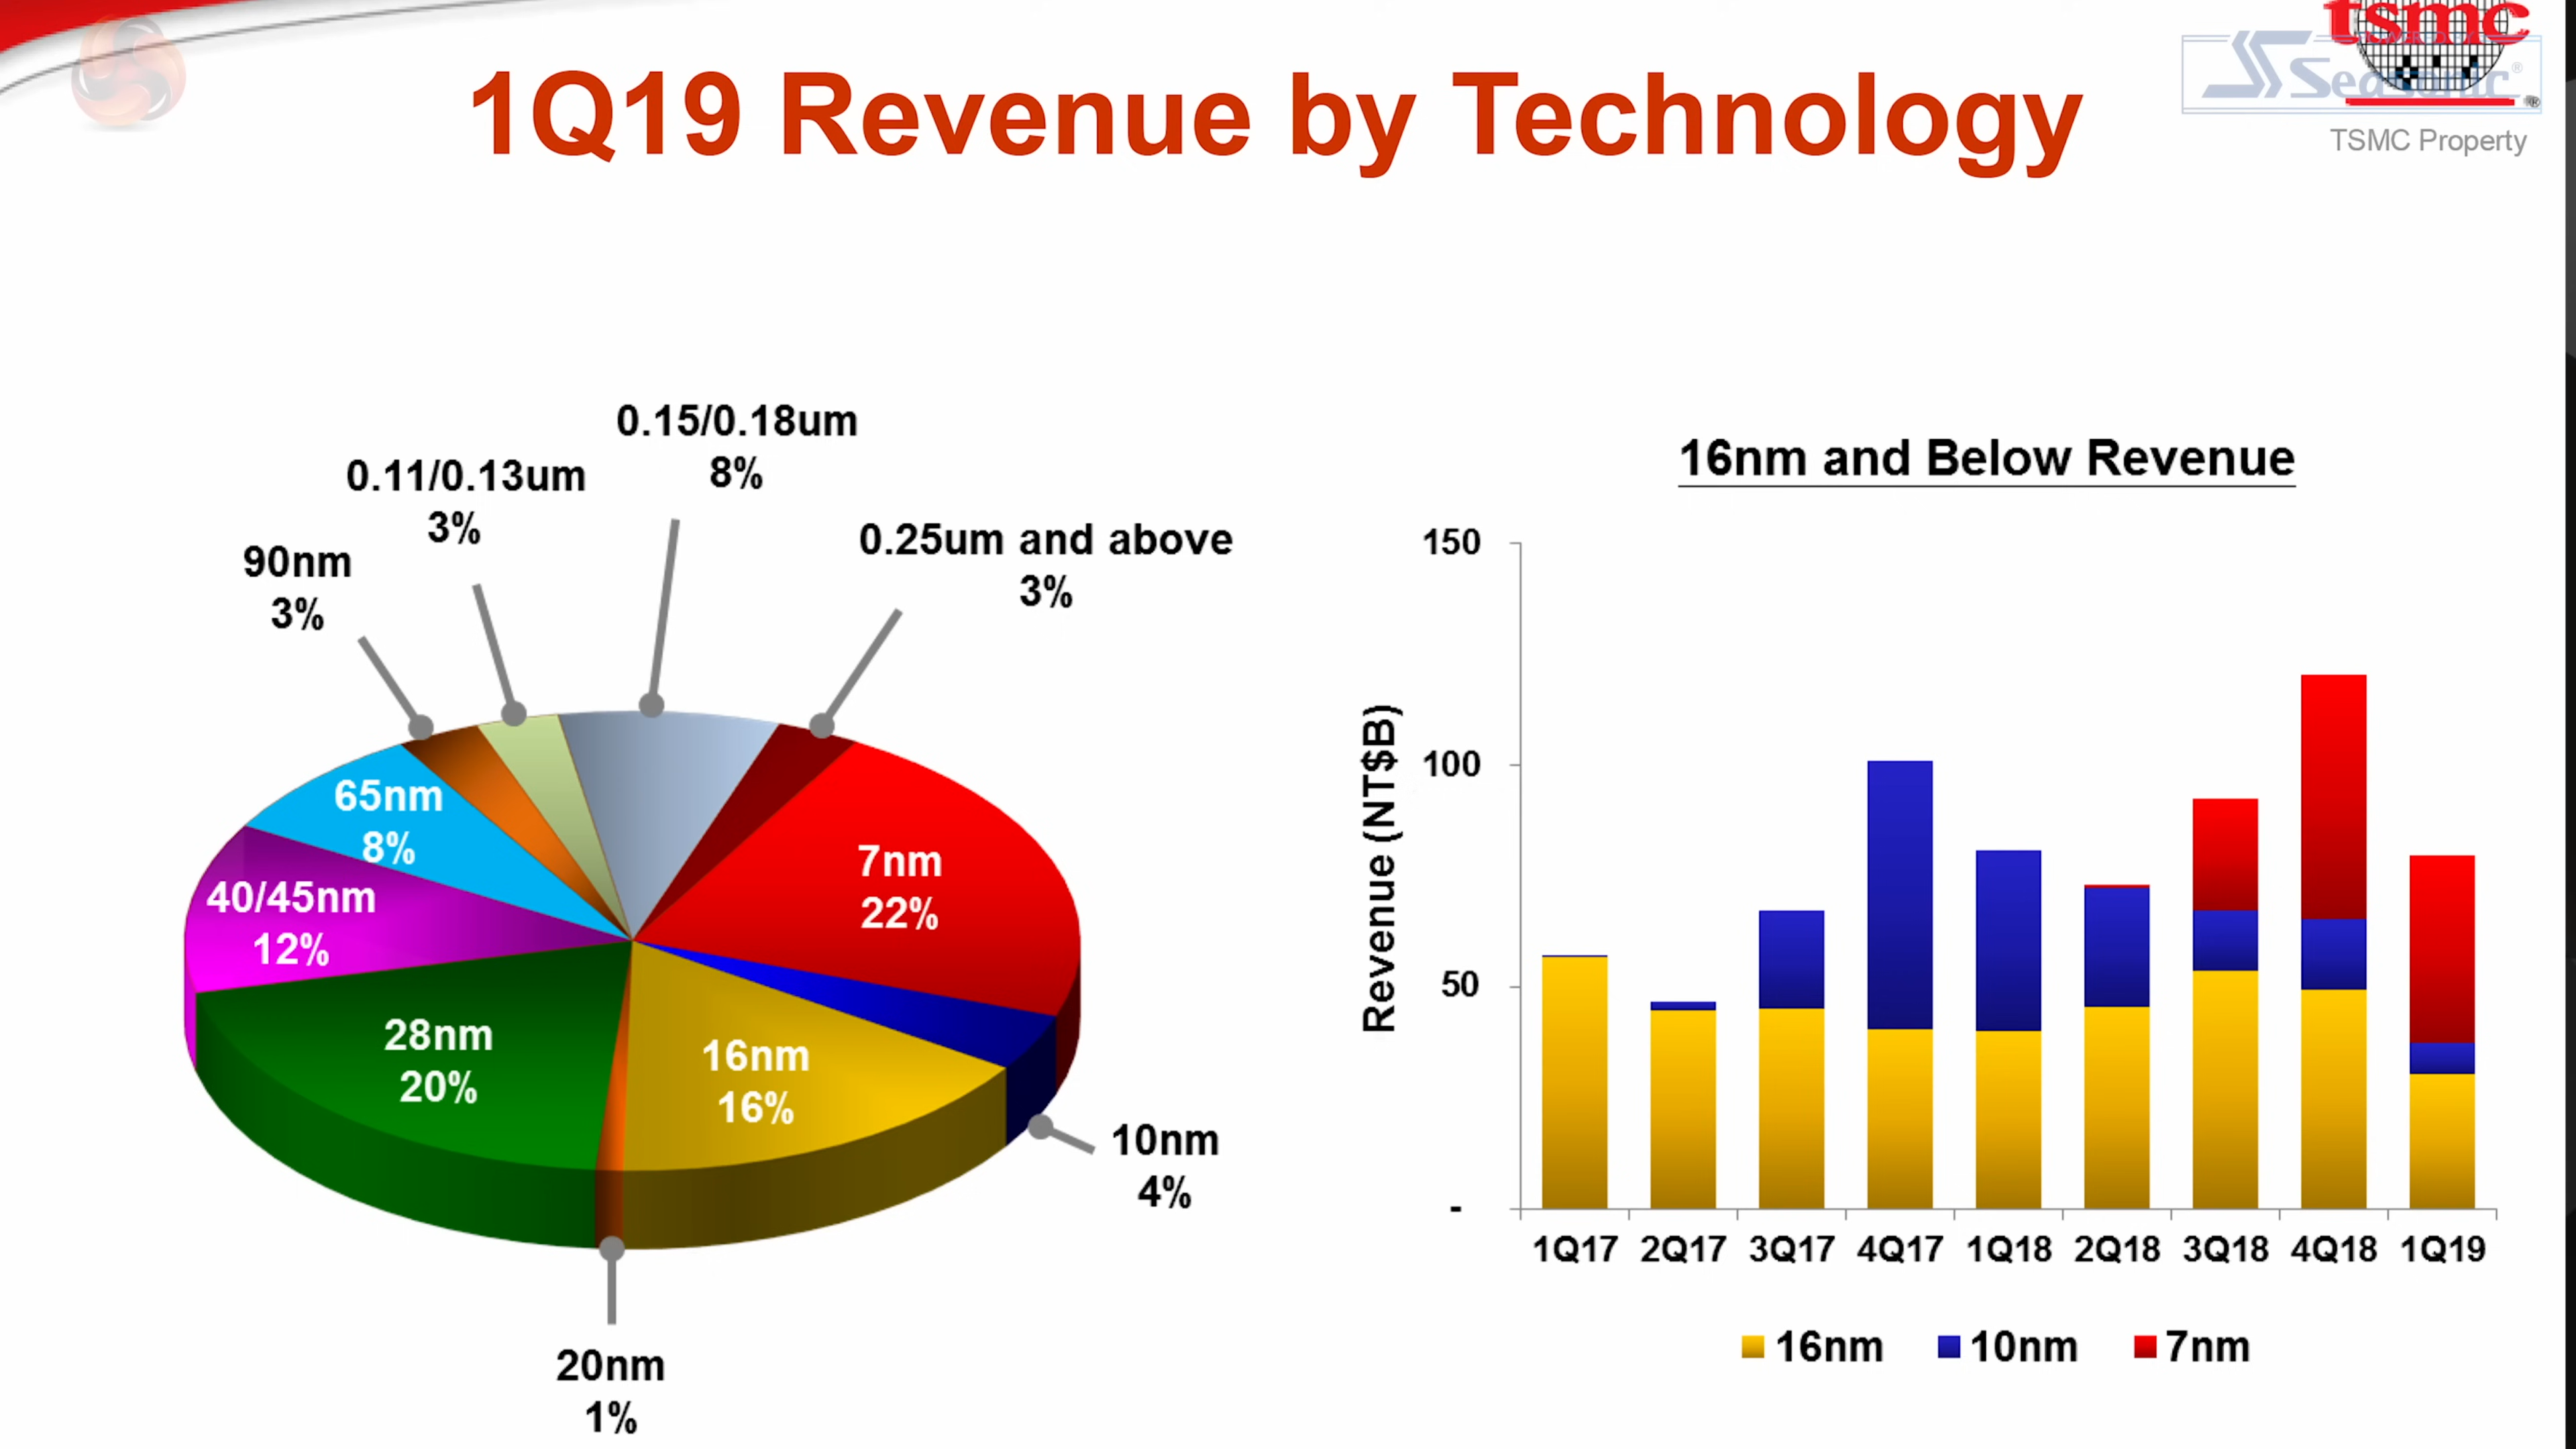 tsmc
Seasonic®
®
TSMC Property
1Q19 Revenue by Technology
0.15/0.18um
8%
0.11/0.13um
3%
0.25um and above
3%
90nm
3%
65nm
8%
7nm
22%
40/45nm
12%
28nm
20%
16nm
16%
10nm
4%
20nm
1%
16nm and Below Revenue
Revenue (NT$B)
150
100
50
-
1Q17 2Q17 3Q17 4Q17 1Q18 2Q18 3Q18 4Q18 1Q19
16nm 10nm 7nm